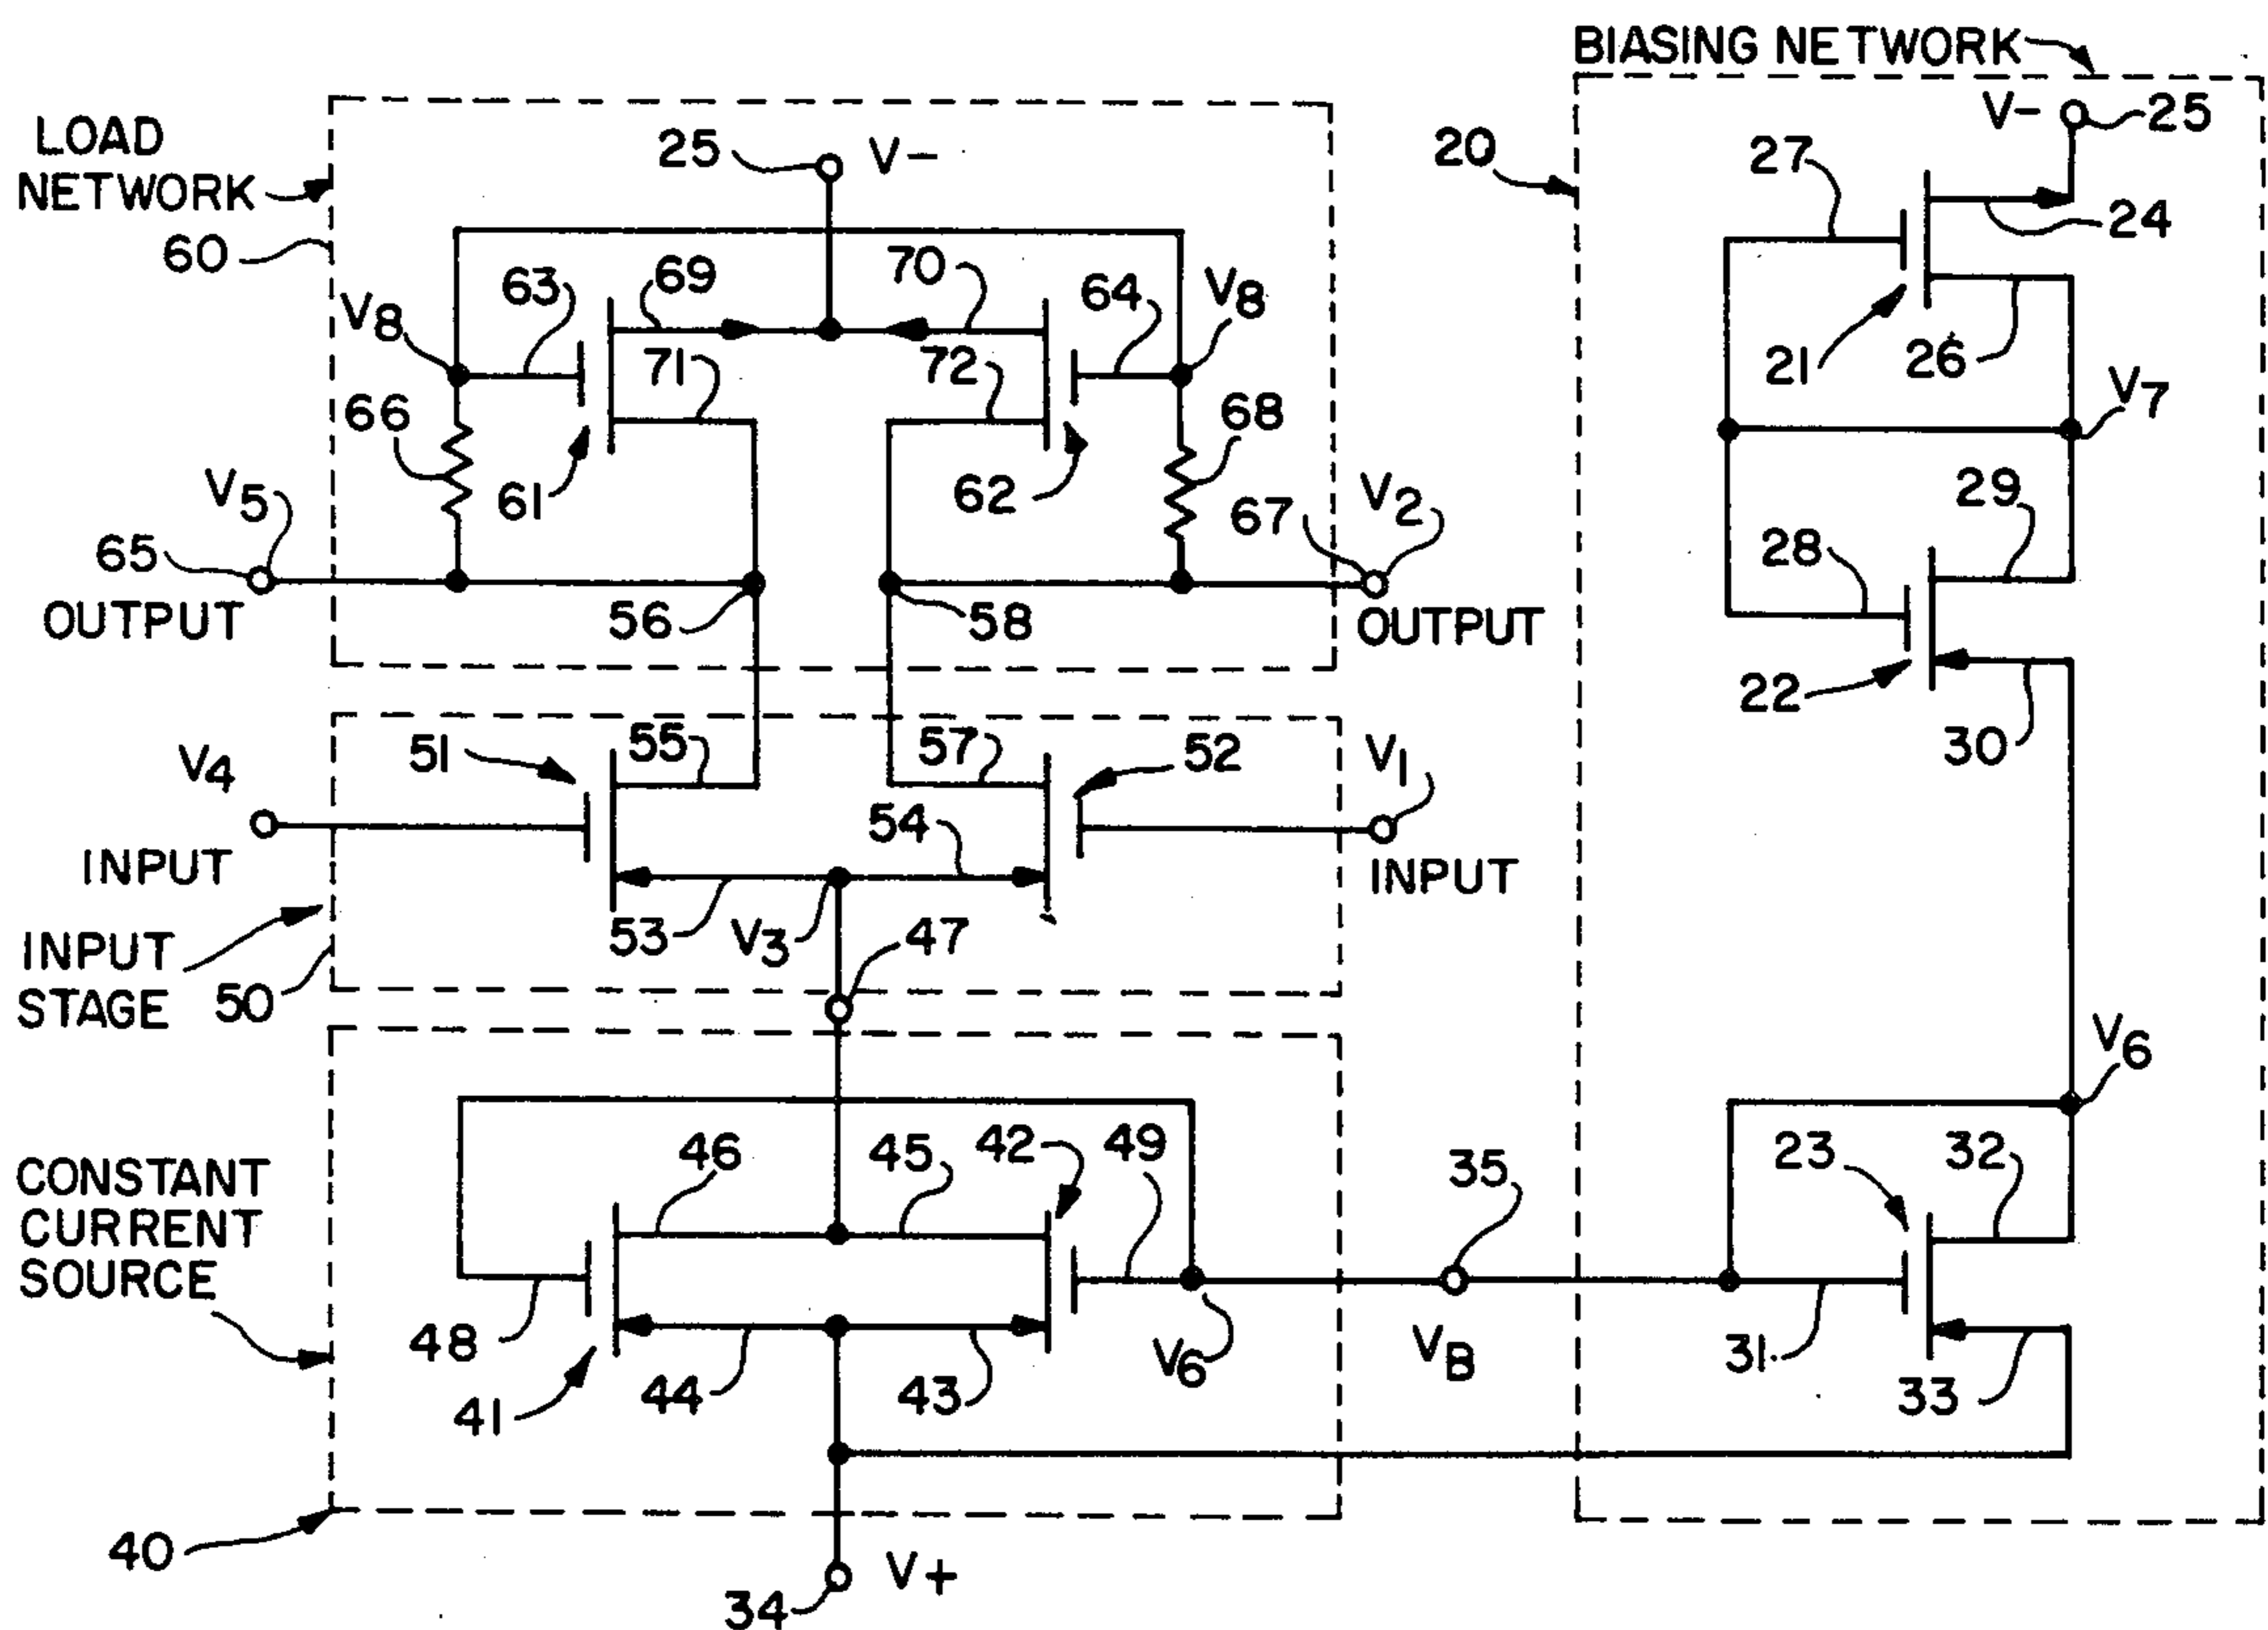 BIASING NETWORK
V-
25
LOAD
NETWORK
60
25
V-
20
27
24
63
69
70
64
V8
V8
21
26
V7
71
72
66
68
61
62
V5
V2
67
29
65
28
OUTPUT
56
58
OUTPUT
22
30
V4
51
55
57
52
V1
54
INPUT
INPUT
53
V3
47
INPUT
STAGE
50
V6
46
45
42
49
35
23
32
CONSTANT
CURRENT
SOURCE
48
44
43
V6
VB
31
33
41
40
34
V+